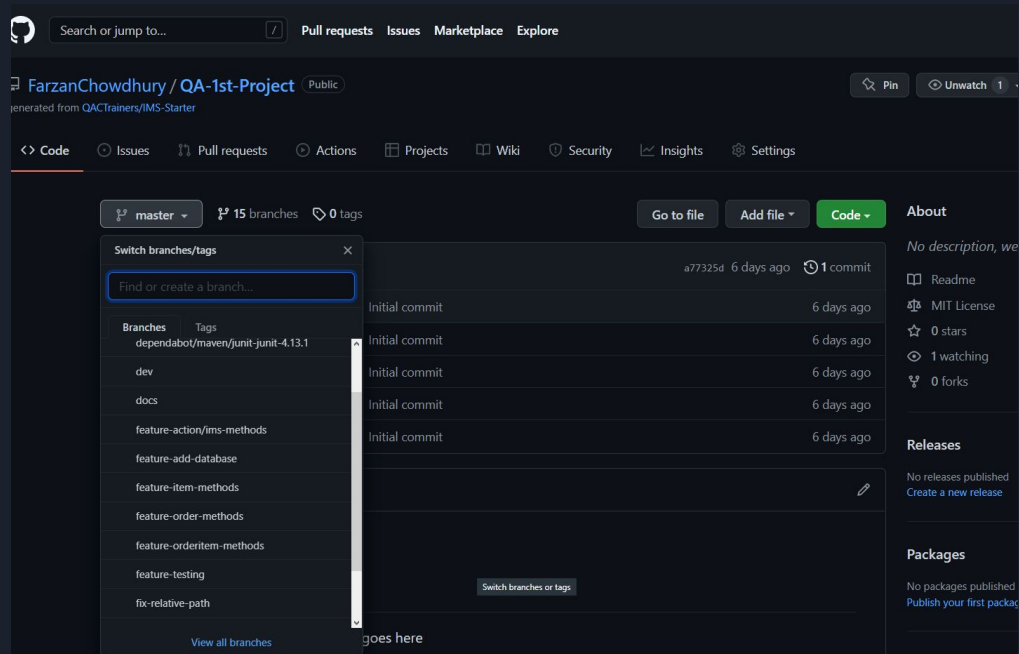 Search or jump to... / Pull requests Issues Marketplace Explore
FarzanChowdhury / QA-1st-Project Public Pin Unwatch 1
generated from QACTrainers/IMS-Starter
<> Code Issues Pull requests Actions Projects Wiki Security Insights Settings
master 15 branches 0 tags Go to file Add file Code
Switch branches/tags
Find or create a branch...
Branches Tags
dependabot/maven/junit-junit-4.13.1
dev
docs
feature-action/ims-methods
feature-add-database
feature-item-methods
feature-order-methods
feature-orderitem-methods
feature-testing
fix-relative-path
View all branches
a77325d 6 days ago 1 commit
Initial commit 6 days ago
Initial commit 6 days ago
Initial commit 6 days ago
Initial commit 6 days ago
Initial commit 6 days ago
Switch branches or tags
goes here
About
No description, we
Readme
MIT License
0 stars
1 watching
0 forks
Releases
No releases published
Create a new release
Packages
No packages published
Publish your first packag